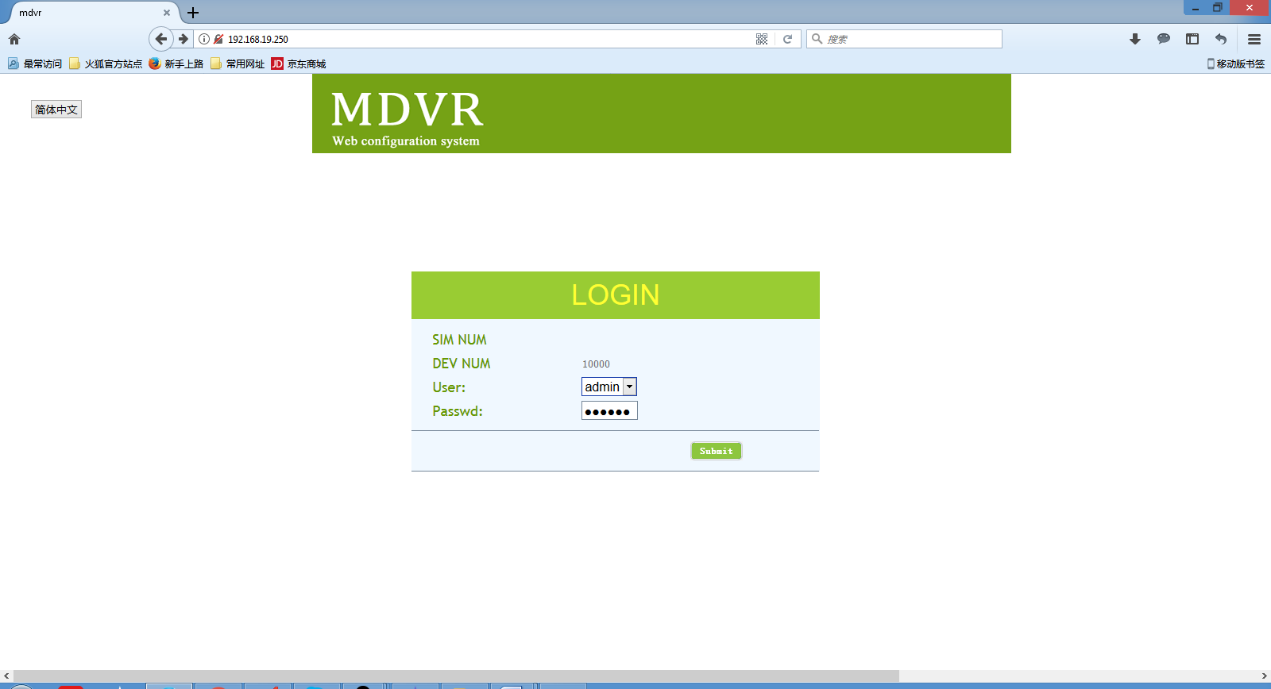 mdvr
192.168.19.250
搜索
最常访问 火狐官方站点 新手上路 常用网址 JD 京东商城 移动版书签
简体中文
MDVR
Web configuration system
LOGIN
SIM NUM
DEV NUM 10000
User: admin
Passwd: ●●●●●●
Submit